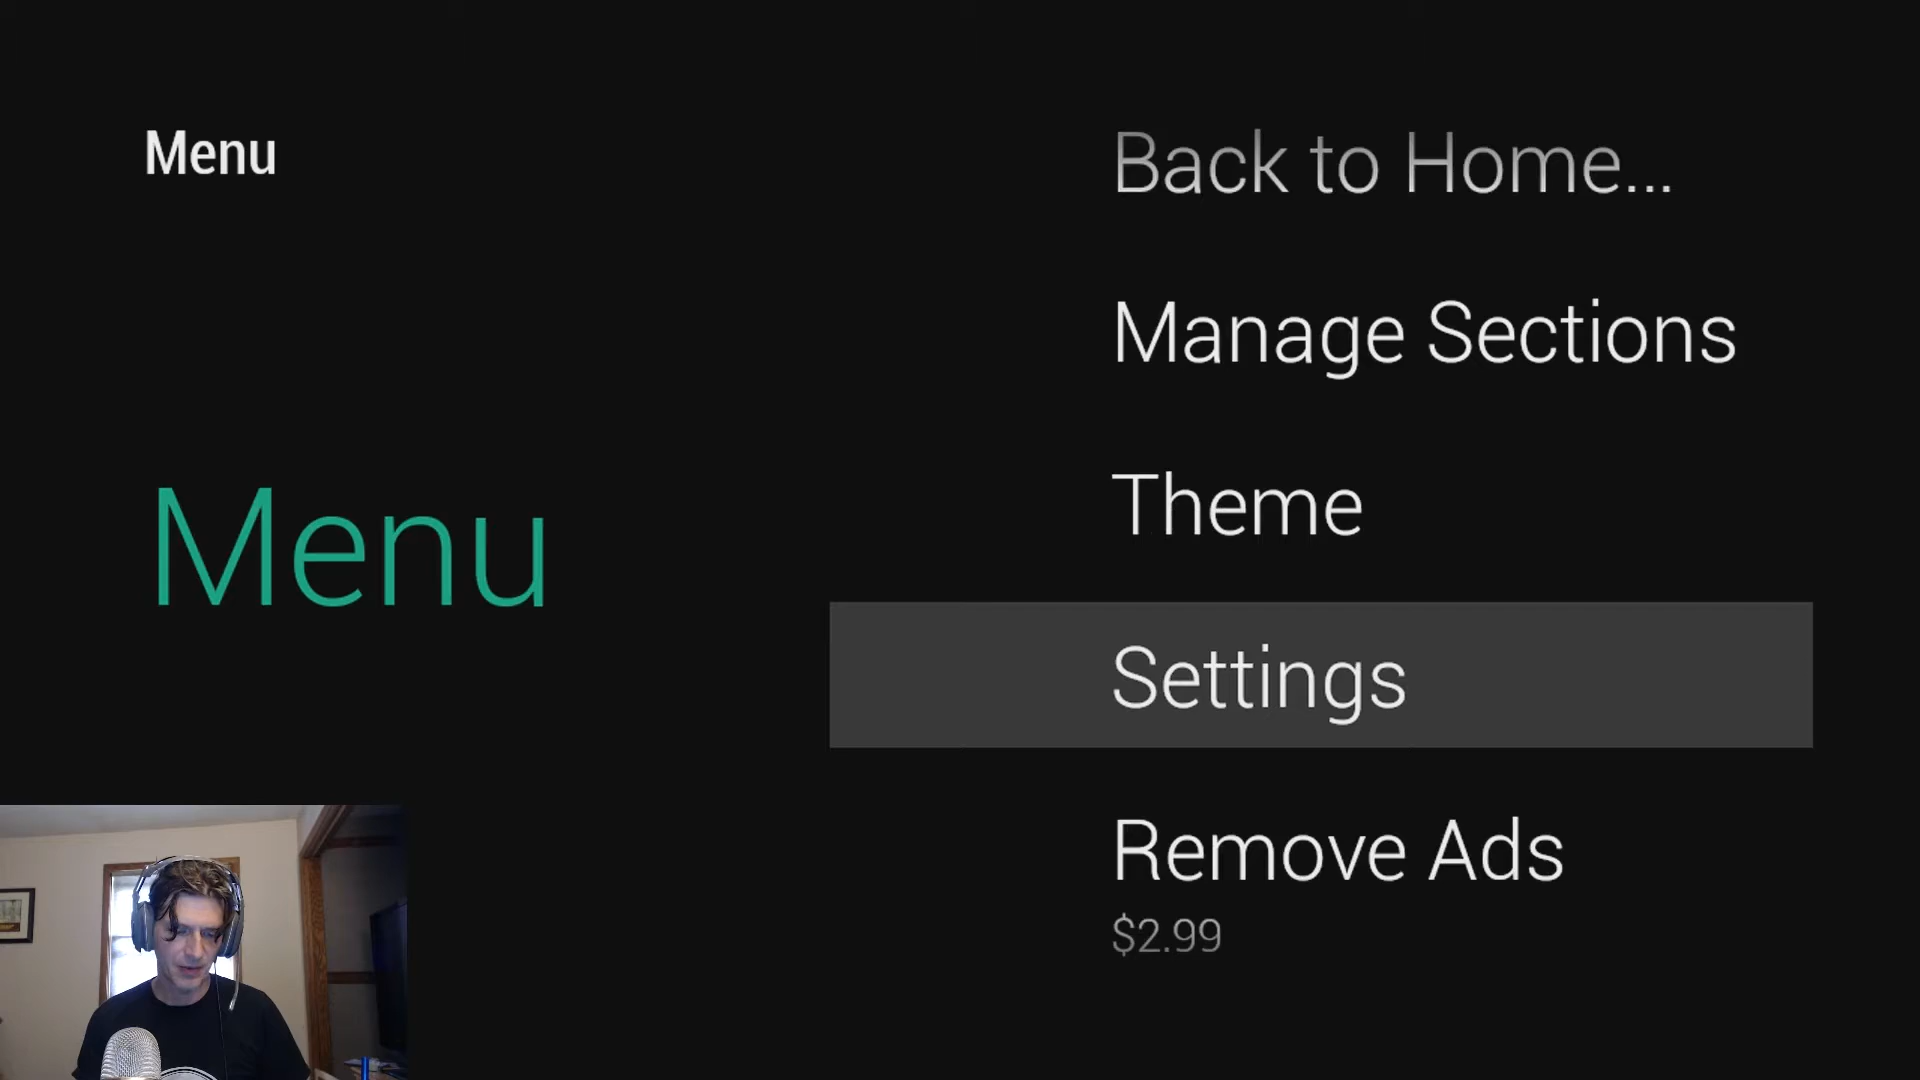 Menu
Menu
Back to Home...
Manage Sections
Theme
Settings
Remove Ads
$2.99